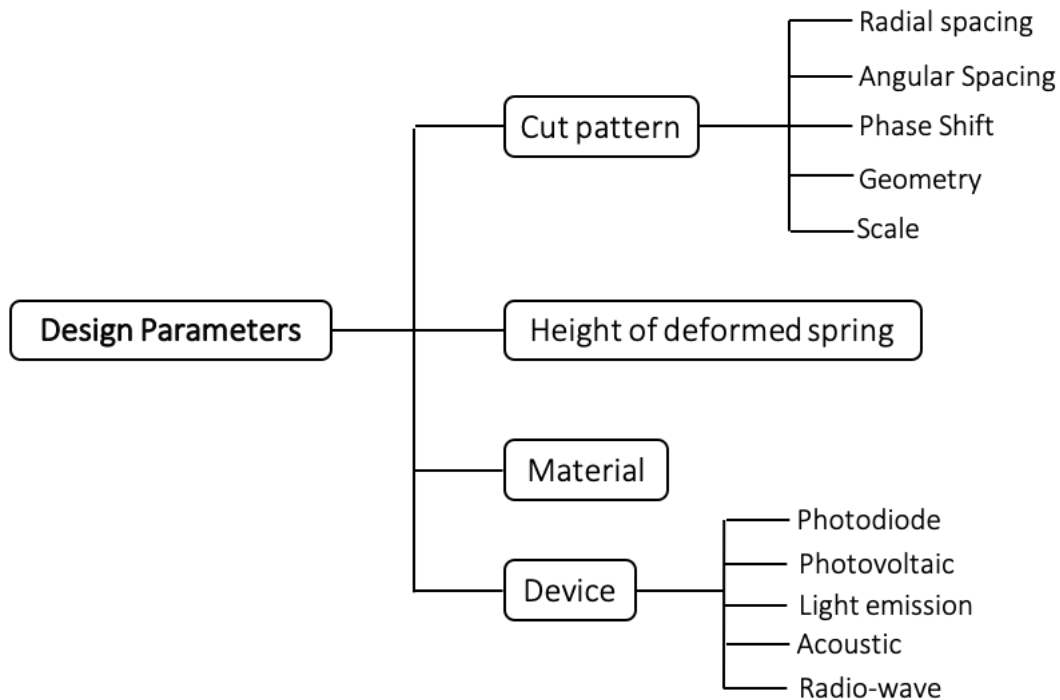 Radial spacing
Angular Spacing
Cut pattern
Phase Shift
Geometry
Scale
Design Parameters
Height of deformed spring
Material
Photodiode
Photovoltaic
Device
Light emission
Acoustic
Radio-wave